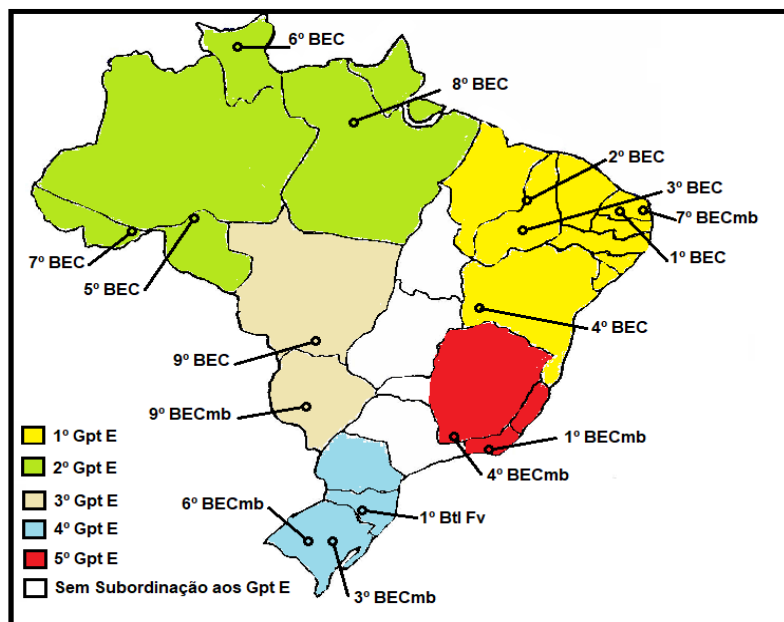 6º BEC
8º BEC
2º BEC
3º BEC
7º BECmb
1º BEC
7º BEC
5º BEC
4º BEC
9º BEC
9º BECmb
1º BECmb
4º BECmb
6º BECmb
1º Btl Fv
3º BECmb
1º Gpt E
2º Gpt E
3º Gpt E
4º Gpt E
5º Gpt E
Sem Subordinação aos Gpt E